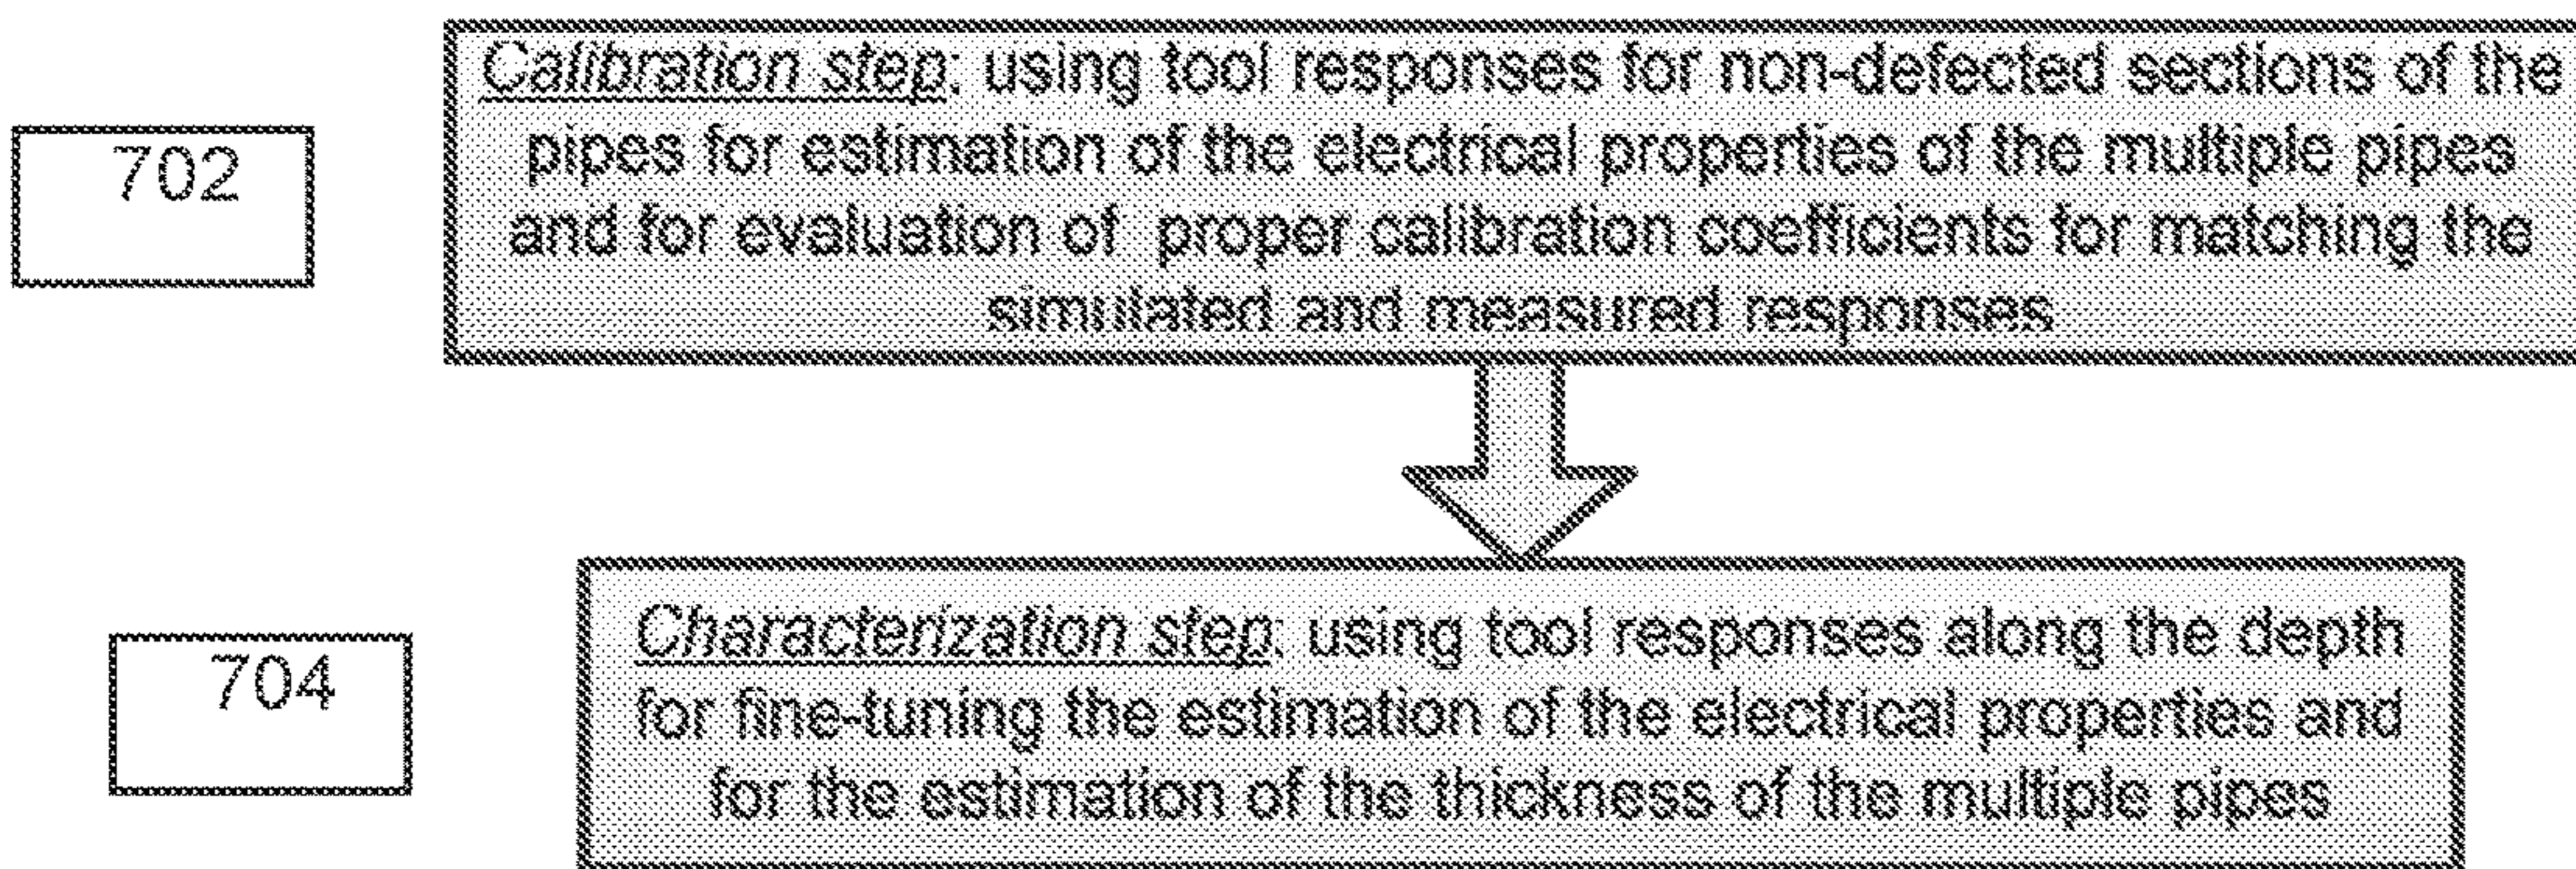 702
Calibration step: using tool responses for non-defected sections of the
pipes for estimation of the electrical properties of the multiple pipes
and for evaluation of proper calibration coefficients for matching the
simulated and measured responses
704
Characterization step: using tool responses along the depth
for fine-tuning the estimation of the electrical properties and
for the estimation of the thickness of the multiple pipes